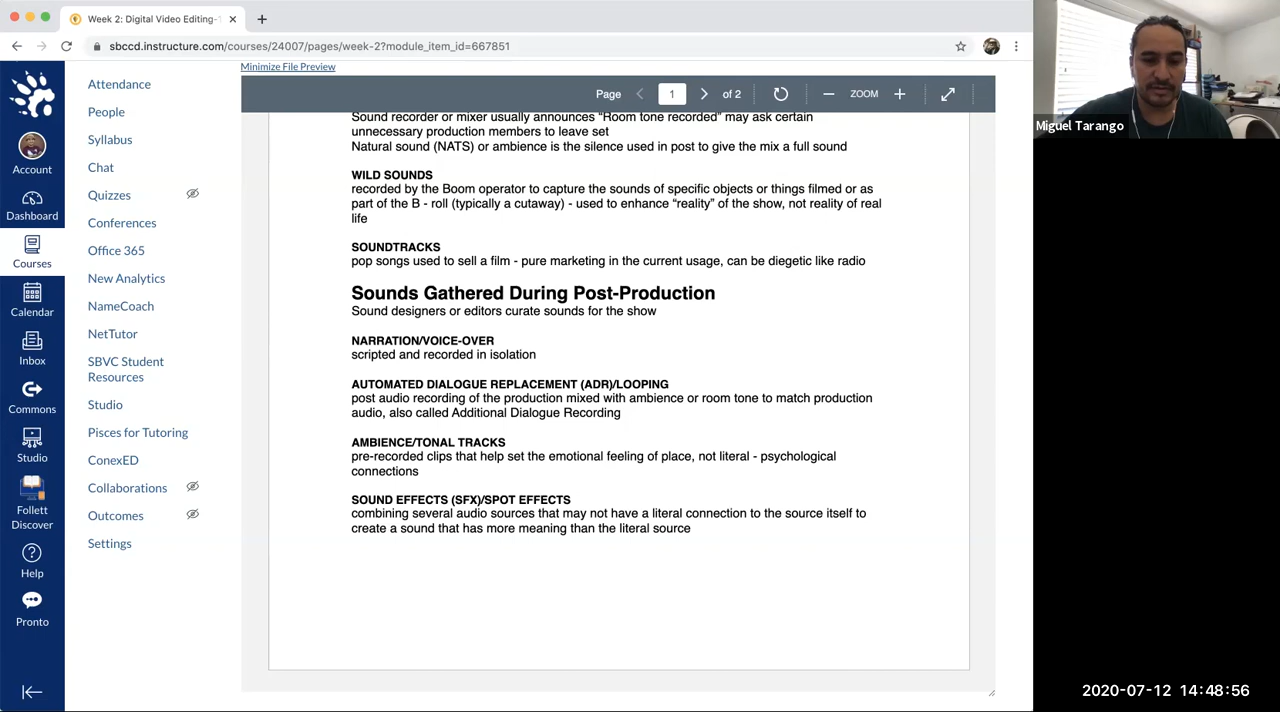 Week 2: Digital Video Editing-
sbccd.instructure.com/courses/24007/pages/week-2?module_item_id=667851
Minimize File Preview
Page 1 of 2 ZOOM
Account
Dashboard
Courses
Calendar
Inbox
Commons
Studio
Follett
Discover
Help
Pronto
Attendance
People
Syllabus
Chat
Quizzes
Conferences
Office 365
New Analytics
NameCoach
NetTutor
SBVC Student
Resources
Studio
Pisces for Tutoring
ConexED
Collaborations
Outcomes
Settings
Sound recorder or mixer usually announces “Room tone recorded” may ask certain
unnecessary production members to leave set
Natural sound (NATS) or ambience is the silence used in post to give the mix a full sound
WILD SOUNDS
recorded by the Boom operator to capture the sounds of specific objects or things filmed or as
part of the B - roll (typically a cutaway) - used to enhance “reality” of the show, not reality of real
life
SOUNDTRACKS
pop songs used to sell a film - pure marketing in the current usage, can be diegetic like radio
Sounds Gathered During Post-Production
Sound designers or editors curate sounds for the show
NARRATION/VOICE-OVER
scripted and recorded in isolation
AUTOMATED DIALOGUE REPLACEMENT (ADR)/LOOPING
post audio recording of the production mixed with ambience or room tone to match production
audio, also called Additional Dialogue Recording
AMBIENCE/TONAL TRACKS
pre-recorded clips that help set the emotional feeling of place, not literal - psychological
connections
SOUND EFFECTS (SFX)/SPOT EFFECTS
combining several audio sources that may not have a literal connection to the source itself to
create a sound that has more meaning than the literal source
Miguel Tarango
2020-07-12 14:48:56